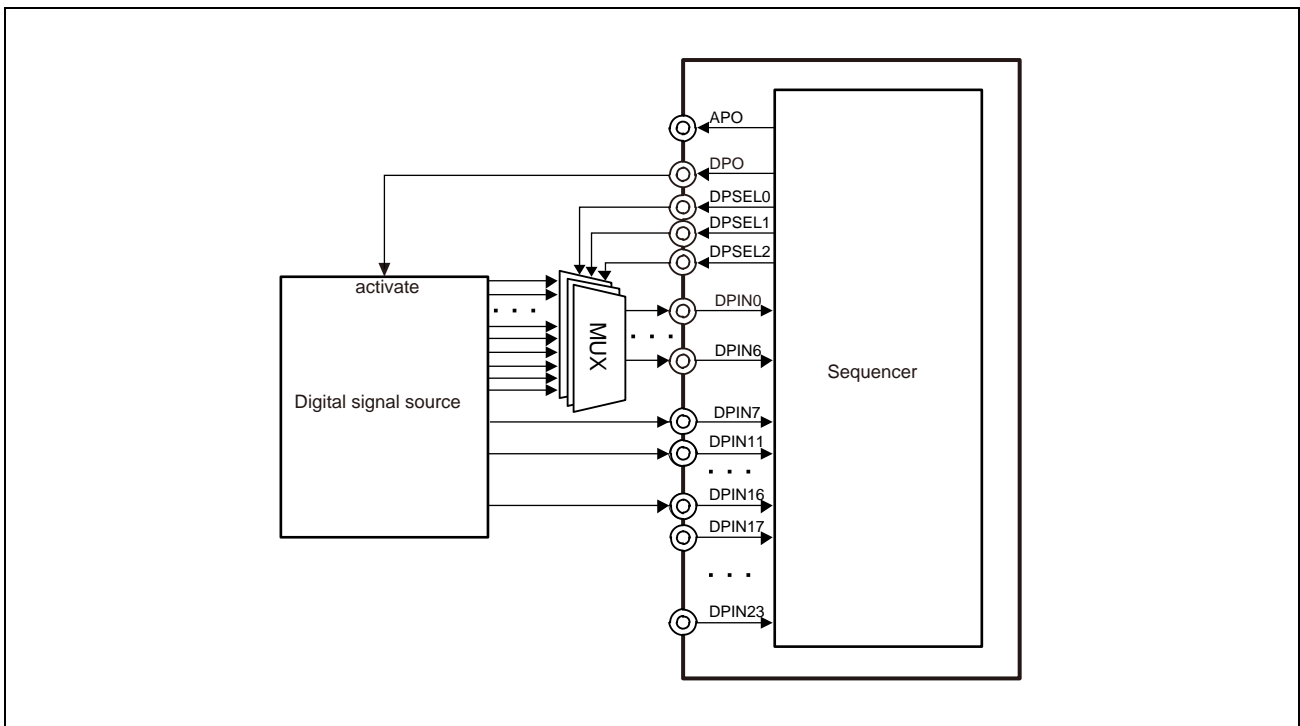 APO
DPO
DPSEL0
DPSEL1
DPSEL2
activate
DPIN0
. . .
MUX
. . .
DPIN6
Sequencer
Digital signal source
DPIN7
DPIN11
. . .
DPIN16
DPIN17
. . .
DPIN23